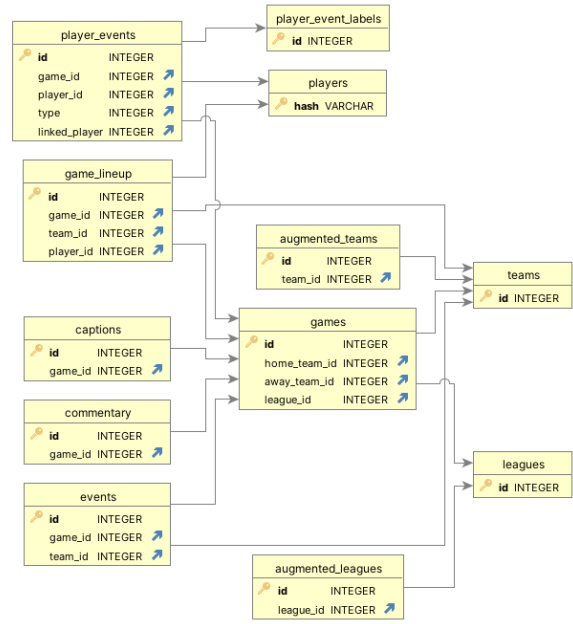 player_events
id INTEGER
game_id INTEGER
player_id INTEGER
type INTEGER
linked_player INTEGER
player_event_labels
id INTEGER
players
hash VARCHAR
game_lineup
id INTEGER
game_id INTEGER
team_id INTEGER
player_id INTEGER
augmented_teams
id INTEGER
team_id INTEGER
teams
id INTEGER
captions
id INTEGER
game_id INTEGER
games
id INTEGER
home_team_id INTEGER
away_team_id INTEGER
league_id INTEGER
commentary
id INTEGER
game_id INTEGER
leagues
id INTEGER
events
id INTEGER
game_id INTEGER
team_id INTEGER
augmented_leagues
id INTEGER
league_id INTEGER